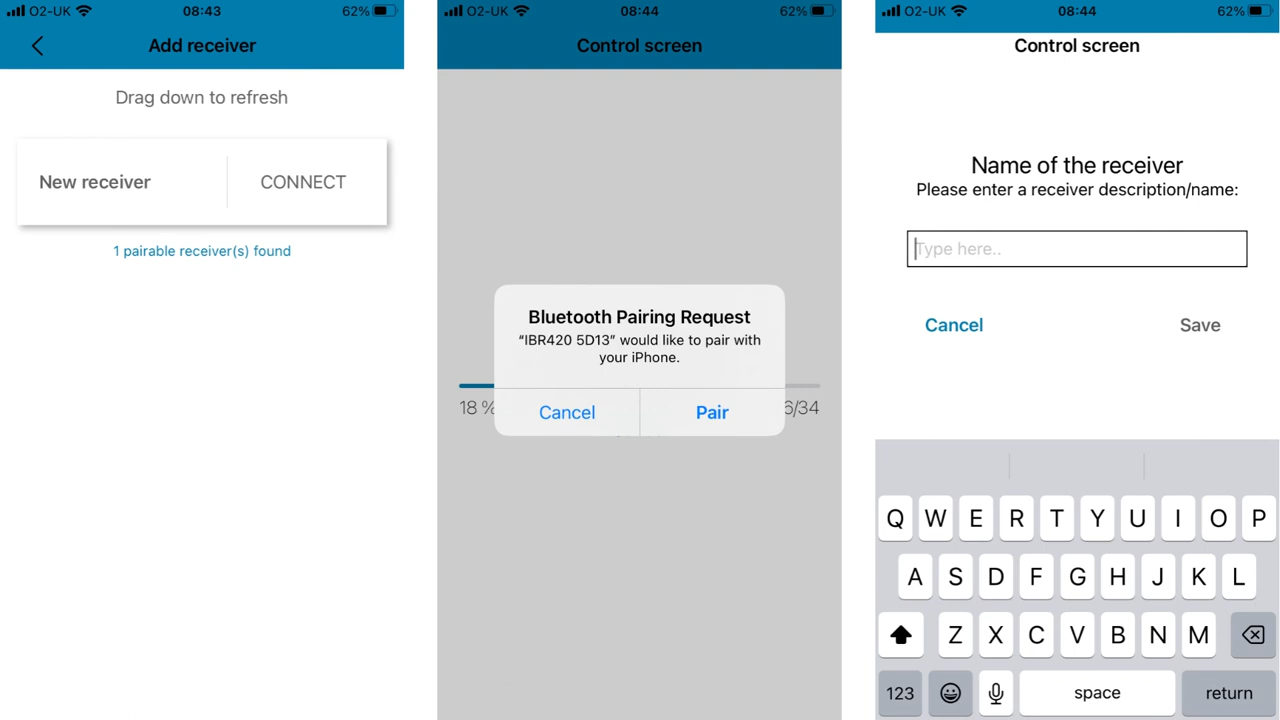 O2-UK
08:43
62%
Add receiver
Drag down to refresh
New receiver
CONNECT
1 pairable receiver(s) found
O2-UK
08:44
62%
Control screen
Bluetooth Pairing Request
“IBR420 5D13” would like to pair with
your iPhone.
18 %
6/34
Cancel
Pair
O2-UK
08:44
62%
Control screen
Name of the receiver
Please enter a receiver description/name:
Type here..
Cancel
Save
Q W E R T Y U I O P
A S D F G H J K L
Z X C V B N M
123
space
return